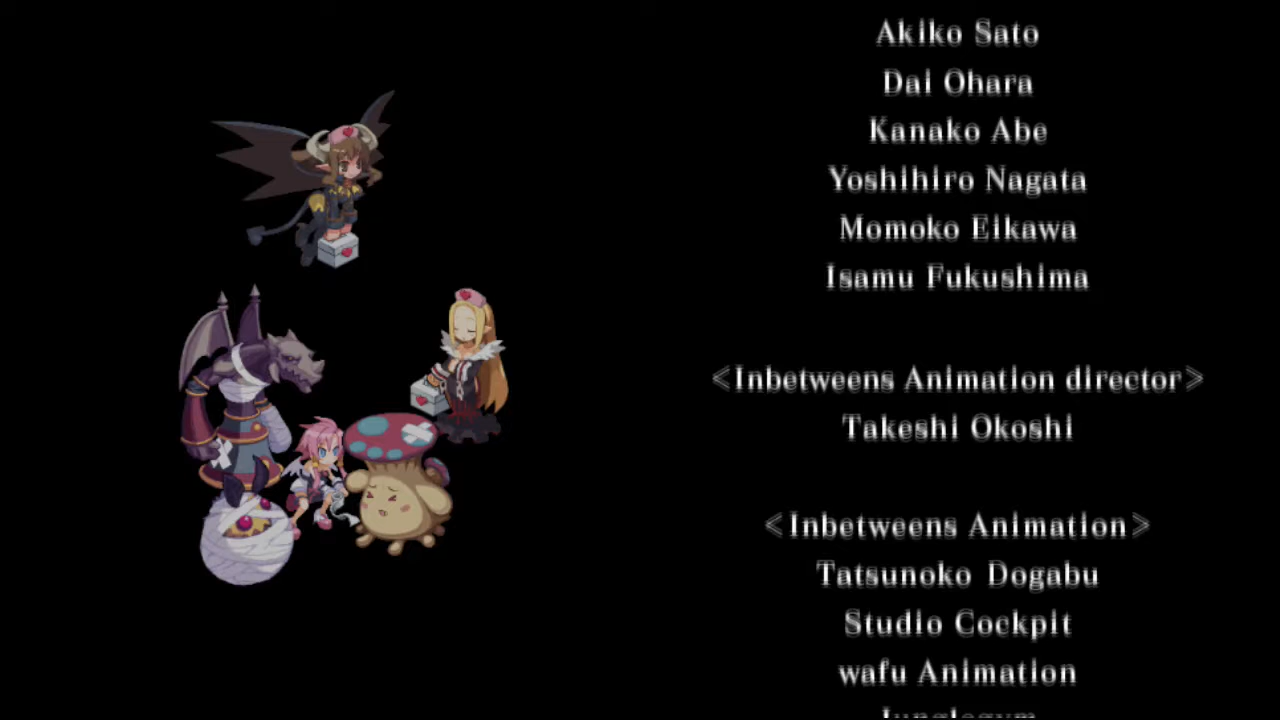 Akiko Sato
Dai Ohara
Kanako Abe
Yoshihiro Nagata
Momoko Eikawa
Isamu Fukushima
<Inbetweens Animation director>
Takeshi Okoshi
<Inbetweens Animation>
Tatsunoko Dogabu
Studio Cockpit
wafu Animation